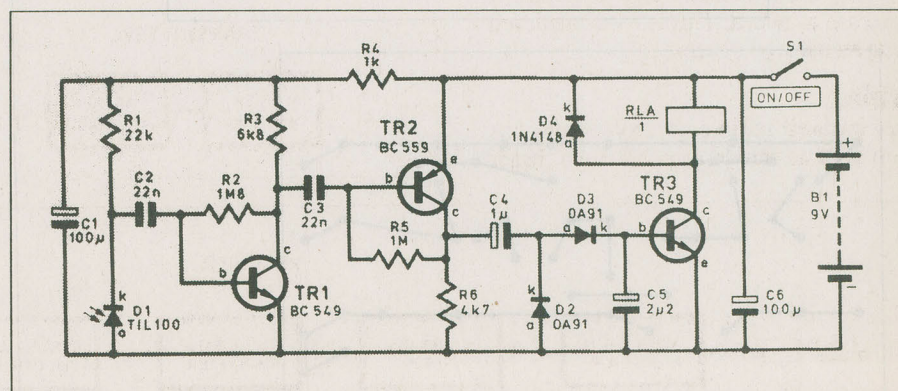 R4
1k
S1
ON/OFF
R1
22k
R3
6k8
TR2
BC559
k
D4
1N4148
a
RLA
1
+
B1
9V
-
e
b
c
C2
22n
R2
1M8
C3
22n
C4
1µ
D3
OA91
a
k
TR3
BC549
c
b
e
C1
100µ
R5
1M
c
b
e
TR1
BC549
k
D1
TIL100
a
R6
4k7
k
D2
OA91
a
C5
2µ2
C6
100µ